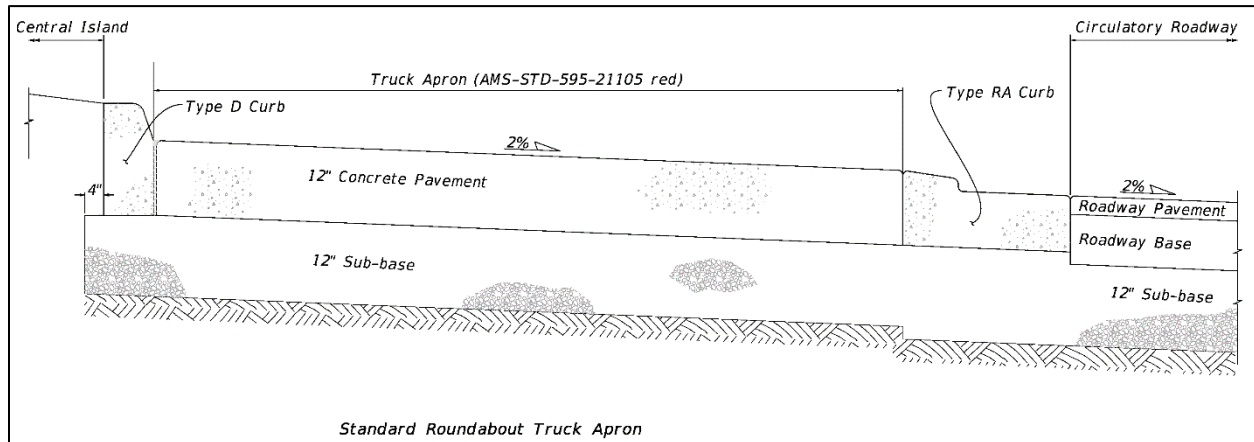 Central Island
Circulatory Roadway
Truck Apron (AMS-STD-595-21105 red)
Type D Curb
Type RA Curb
2%
12" Concrete Pavement
4"
2%
Roadway Pavement
Roadway Base
12" Sub-base
12" Sub-base
Standard Roundabout Truck Apron